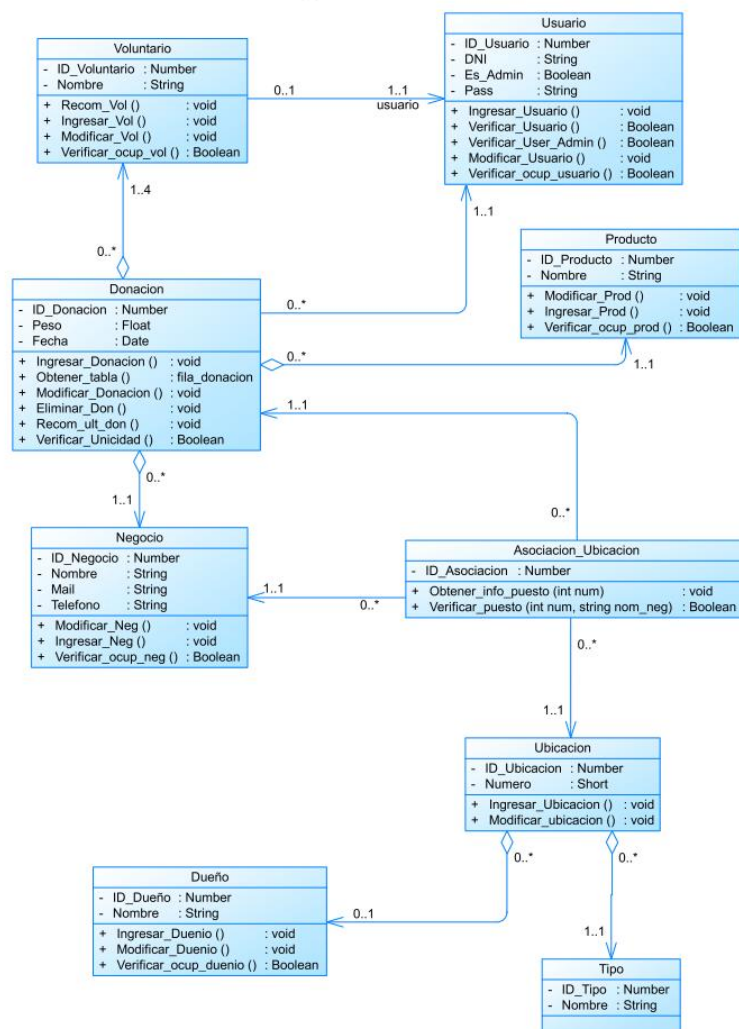 Voluntario
- ID_Voluntario : Number
- Nombre : String
+ Recom_Vol () : void
+ Ingresar_Vol () : void
+ Modificar_Vol () : void
+ Verificar_ocup_vol () : Boolean
Usuario
- ID_Usuario : Number
- DNI : String
- Es_Admin : Boolean
- Pass : String
+ Ingresar_Usuario () : void
+ Verificar_Usuario () : Boolean
+ Verificar_User_Admin () : Boolean
+ Modificar_Usuario () : void
+ Verificar_ocup_usuario () : Boolean
0..1
1..1
usuario
1..4
0..*
1..1
0..*
Producto
- ID_Producto : Number
- Nombre : String
+ Modificar_Prod () : void
+ Ingresar_Prod () : void
+ Verificar_ocup_prod () : Boolean
Donacion
- ID_Donacion : Number
- Peso : Float
- Fecha : Date
+ Ingresar_Donacion () : void
+ Obtener_tabla () : fila_donacion
+ Modificar_Donacion () : void
+ Eliminar_Don () : void
+ Recom_ult_don () : void
+ Verificar_Unicidad () : Boolean
0..*
1..1
1..1
0..*
0..*
1..1
Negocio
- ID_Negocio : Number
- Nombre : String
- Mail : String
- Telefono : String
+ Modificar_Neg () : void
+ Ingresar_Neg () : void
+ Verificar_ocup_neg () : Boolean
Asociacion_Ubicacion
- ID_Asociacion : Number
+ Obtener_info_puesto (int num) : void
+ Verificar_puesto (int num, string nom_neg) : Boolean
1..1
0..*
0..*
1..1
Ubicacion
- ID_Ubicacion : Number
- Numero : Short
+ Ingresar_Ubicacion () : void
+ Modificar_ubicacion () : void
0..*
0..*
Dueño
- ID_Dueño : Number
- Nombre : String
+ Ingresar_Duenio () : void
+ Modificar_Duenio () : void
+ Verificar_ocup_duenio () : Boolean
0..1
1..1
Tipo
- ID_Tipo : Number
- Nombre : String